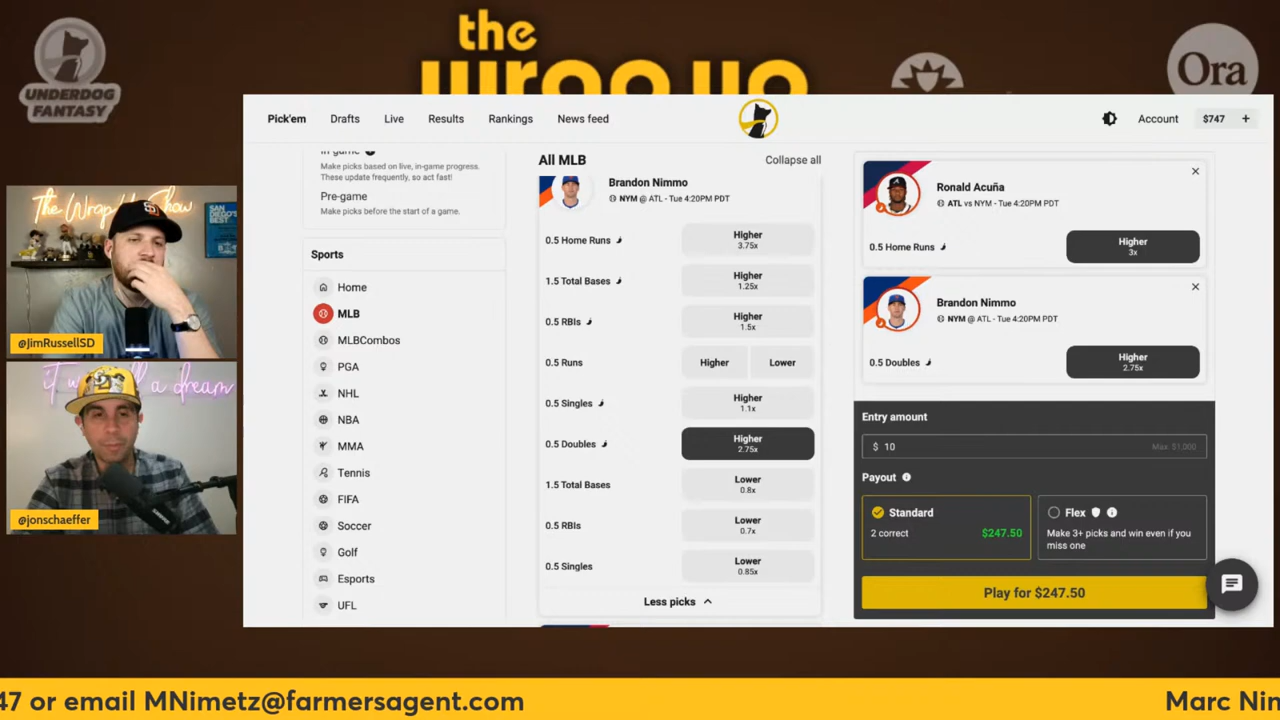 the
wrap up
UNDERDOG
FANTASY
Ora
Pick'em Drafts Live Results Rankings News feed
Account $747 +
Make picks based on live, in-game progress.
These update frequently, so act fast!
Pre-game
Make picks before the start of a game.
Sports
Home
MLB
MLBCombos
PGA
NHL
NBA
MMA
Tennis
FIFA
Soccer
Golf
Esports
UFL
All MLB Collapse all
Brandon Nimmo
NYM @ ATL - Tue 4:20PM PDT
0.5 Home Runs Higher
3.75x
1.5 Total Bases Higher
1.25x
0.5 RBIs Higher
1.5x
0.5 Runs Higher Lower
0.5 Singles Higher
1.1x
0.5 Doubles Higher
2.75x
1.5 Total Bases Lower
0.8x
0.5 RBIs Lower
0.7x
0.5 Singles Lower
0.85x
Less picks
Ronald Acuña
ATL vs NYM - Tue 4:20PM PDT
0.5 Home Runs Higher
3x
Brandon Nimmo
NYM @ ATL - Tue 4:20PM PDT
0.5 Doubles Higher
2.75x
Entry amount
$ 10 Max: $1,000
Payout
Standard
2 correct $247.50
Flex
Make 3+ picks and win even if you
miss one
Play for $247.50
The Wrap Up Show
SAN
DIEGO'S
BEST
@JimRussellSD
a dream
@jonschaeffer
47 or email MNimetz@farmersagent.com
Marc Nim